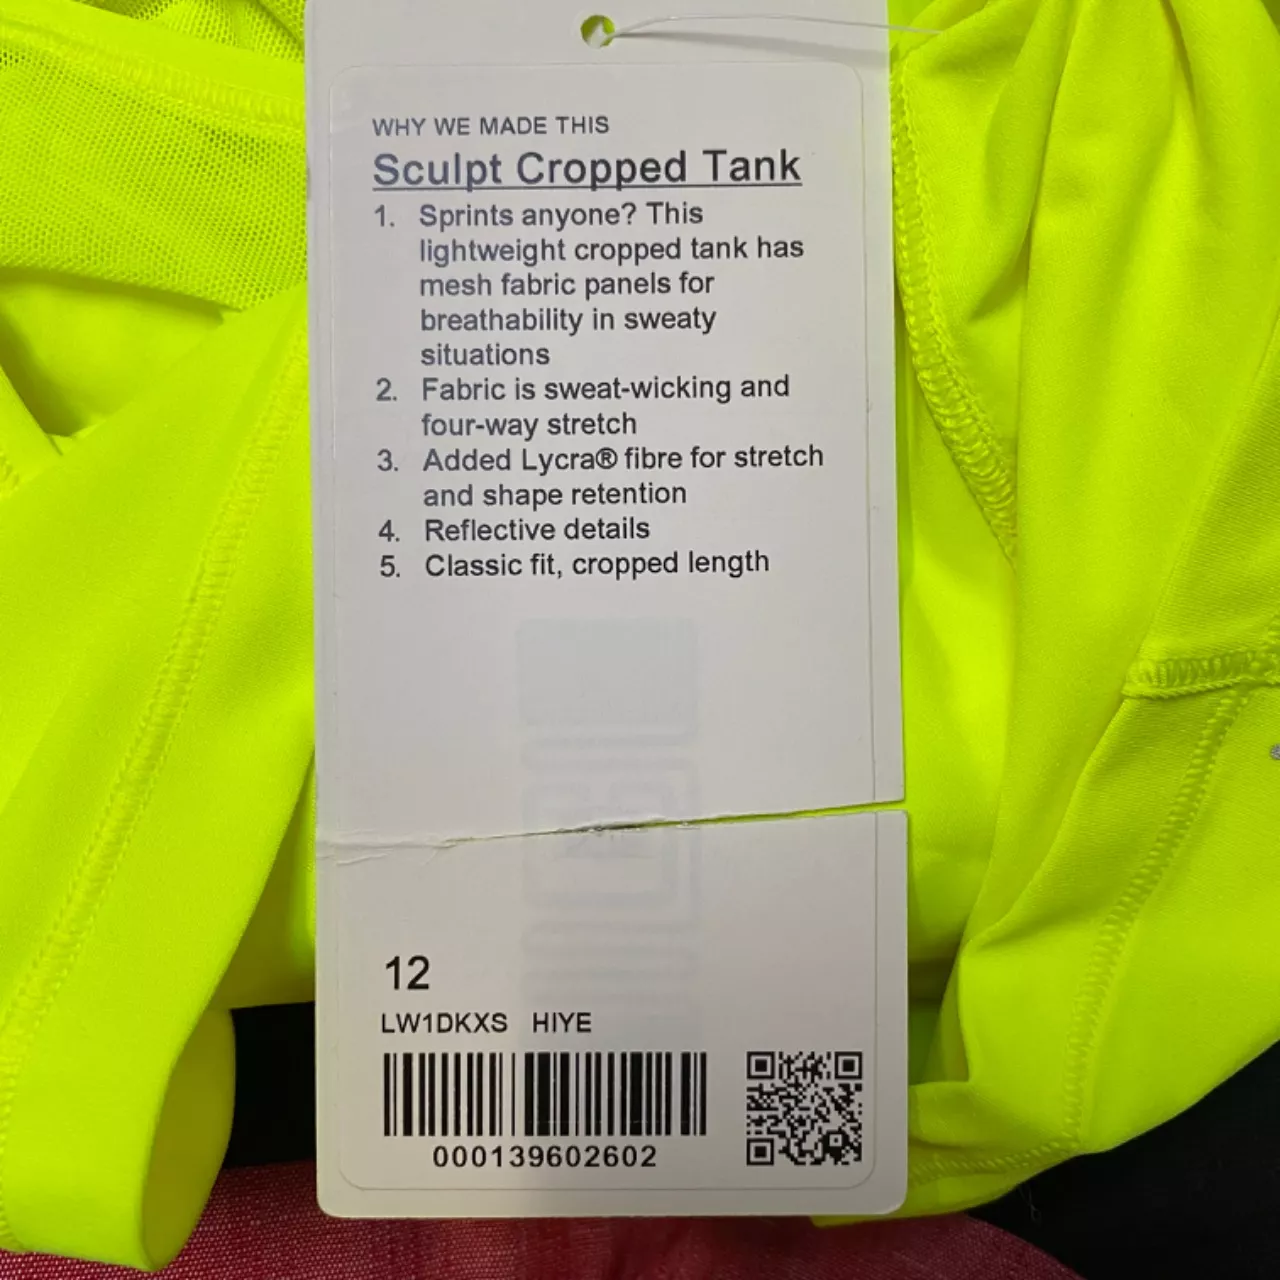 WHY WE MADE THIS
Sculpt Cropped Tank
1. Sprints anyone? This
lightweight cropped tank has
mesh fabric panels for
breathability in sweaty
situations
2. Fabric is sweat-wicking and
four-way stretch
3. Added Lycra® fibre for stretch
and shape retention
4. Reflective details
5. Classic fit, cropped length
12
LW1DKXS HIYE
000139602602